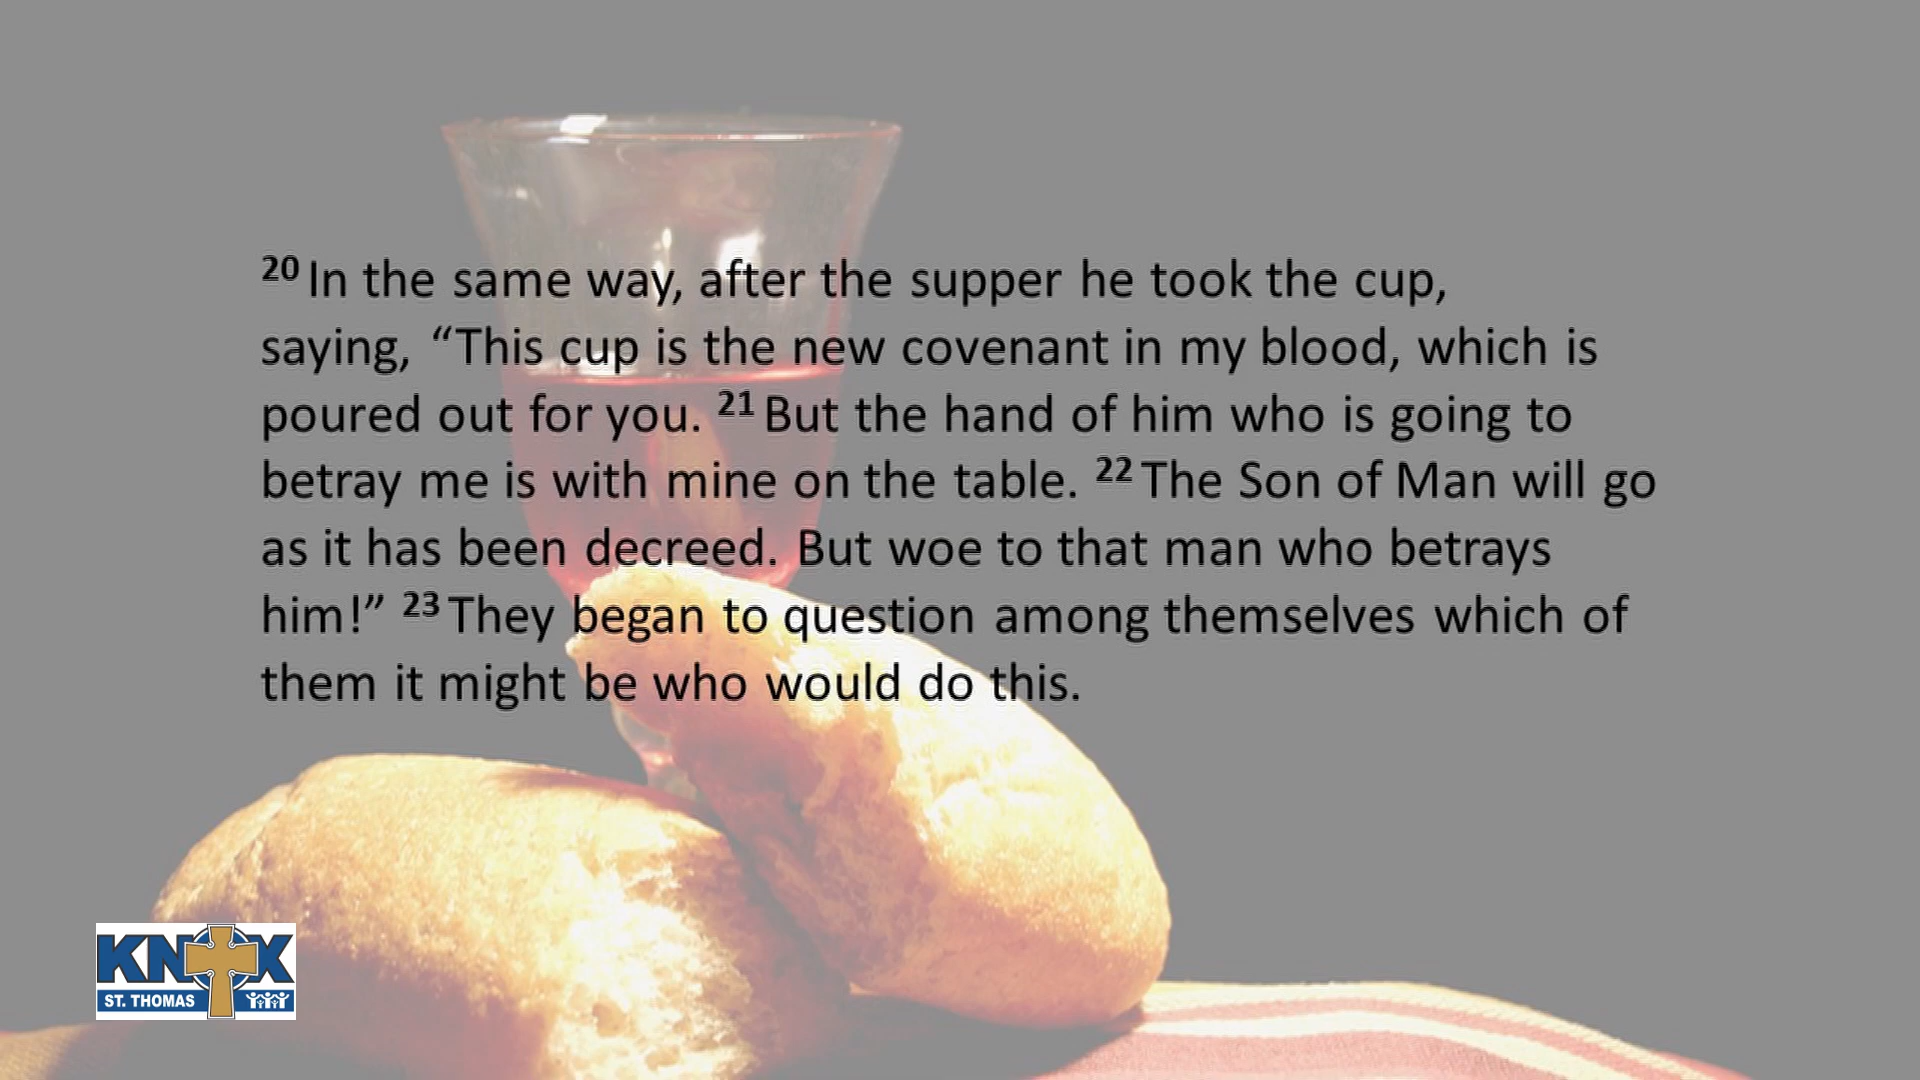 20 In the same way, after the supper he took the cup,
saying, “This cup is the new covenant in my blood, which is
poured out for you. 21 But the hand of him who is going to
betray me is with mine on the table. 22 The Son of Man will go
as it has been decreed. But woe to that man who betrays
him!” 23 They began to question among themselves which of
them it might be who would do this.
KNOX
ST. THOMAS